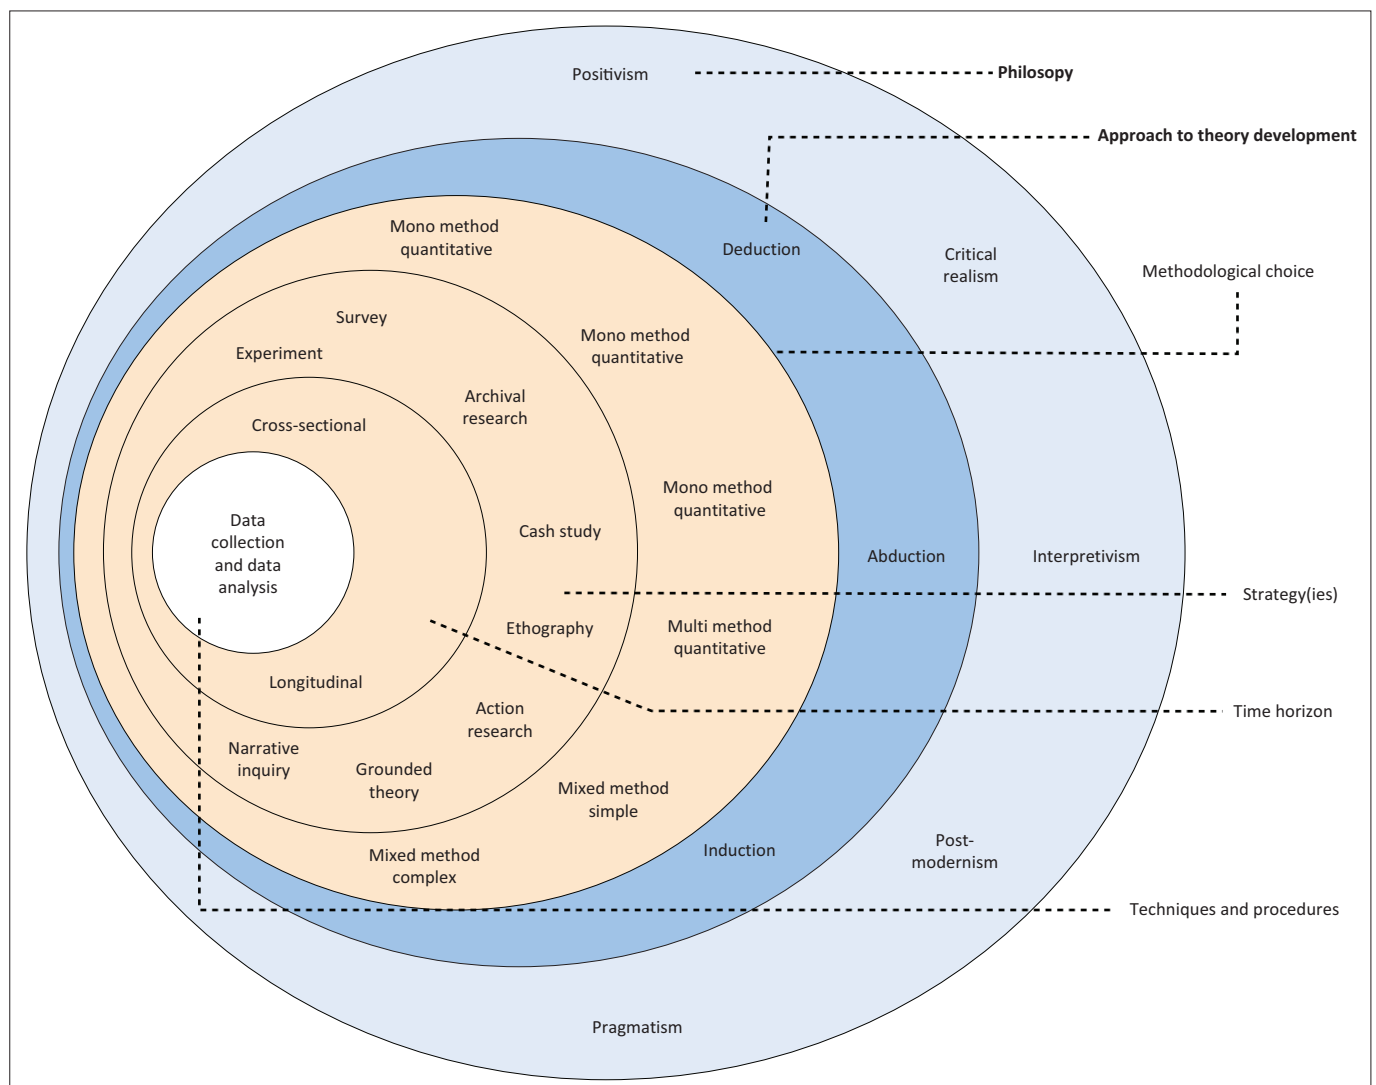 Positivism
Philosopy
Approach to theory development
Mono method
quantitative
Deduction
Critical
realism
Methodological choice
Survey
Mono method
quantitative
Experiment
Archival
research
Cross-sectional
Mono method
quantitative
Data
collection
and data
analysis
Cash study
Abduction
Interpretivism
Strategy(ies)
Ethography
Multi method
quantitative
Longitudinal
Action
research
Time horizon
Narrative
inquiry
Grounded
theory
Mixed method
simple
Mixed method
complex
Induction
Post-
modernism
Techniques and procedures
Pragmatism